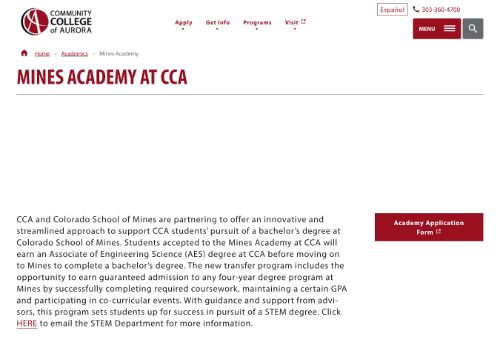 Español 303-360-4700
COMMUNITY
COLLEGE
of AURORA
Apply Get Info Programs Visit
MENU
Home – Academics – Mines Academy
MINES ACADEMY AT CCA
CCA and Colorado School of Mines are partnering to offer an innovative and
streamlined approach to support CCA students' pursuit of a bachelor's degree at
Colorado School of Mines. Students accepted to the Mines Academy at CCA will
earn an Associate of Engineering Science (AES) degree at CCA before moving on
to Mines to complete a bachelor's degree. The new transfer program includes the
opportunity to earn guaranteed admission to any four-year degree program at
Mines by successfully completing required coursework, maintaining a certain GPA
and participating in co-curricular events. With guidance and support from advi-
sors, this program sets students up for success in pursuit of a STEM degree. Click
HERE to email the STEM Department for more information.
Academy Application
Form